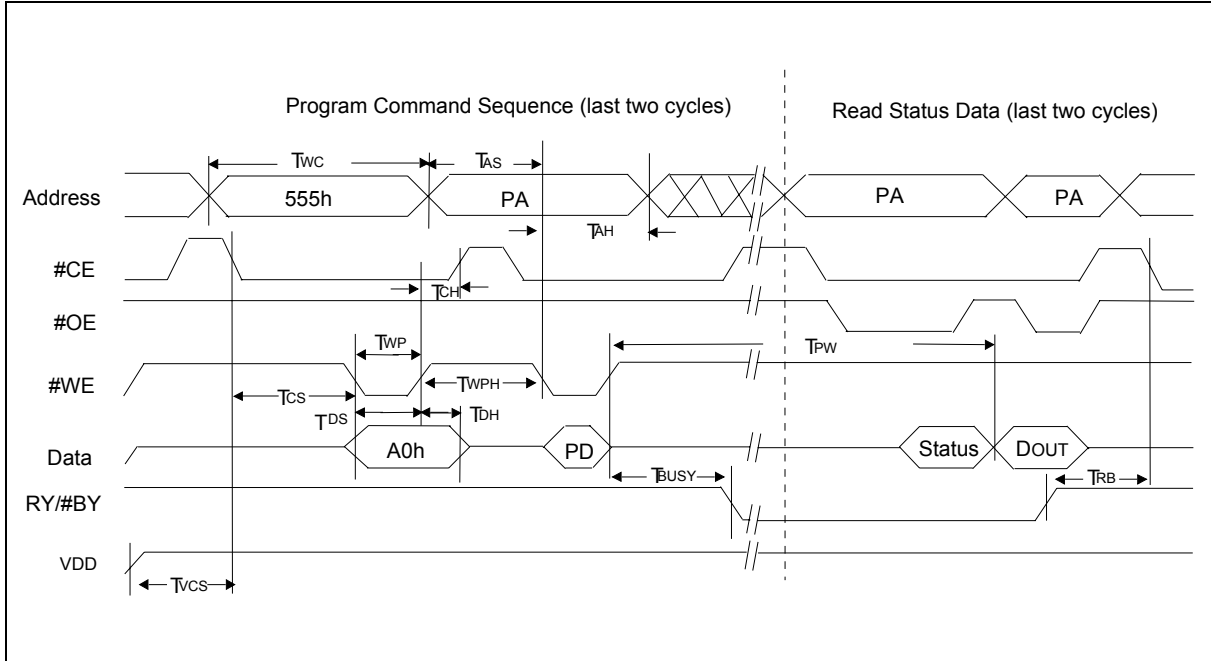 Program Command Sequence (last two cycles)
Read Status Data (last two cycles)
TWC
TAS
Address
555h
PA
PA
PA
TAH
#CE
TCH
#OE
TWP
TPW
#WE
TWPH
TCS
TDS
TDH
Data
A0h
PD
Status
DOUT
TBUSY
TRB
RY/#BY
VDD
TVCS